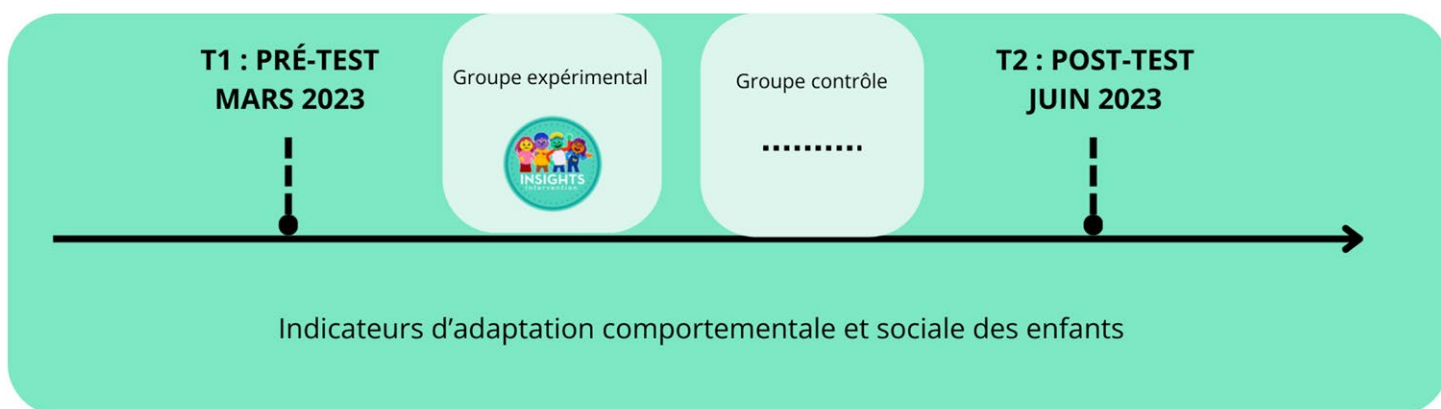 T1 : PRÉ-TEST
MARS 2023
Groupe expérimental
INSIGHTS
Intervention
Groupe contrôle
..........
T2 : POST-TEST
JUIN 2023
Indicateurs d’adaptation comportementale et sociale des enfants